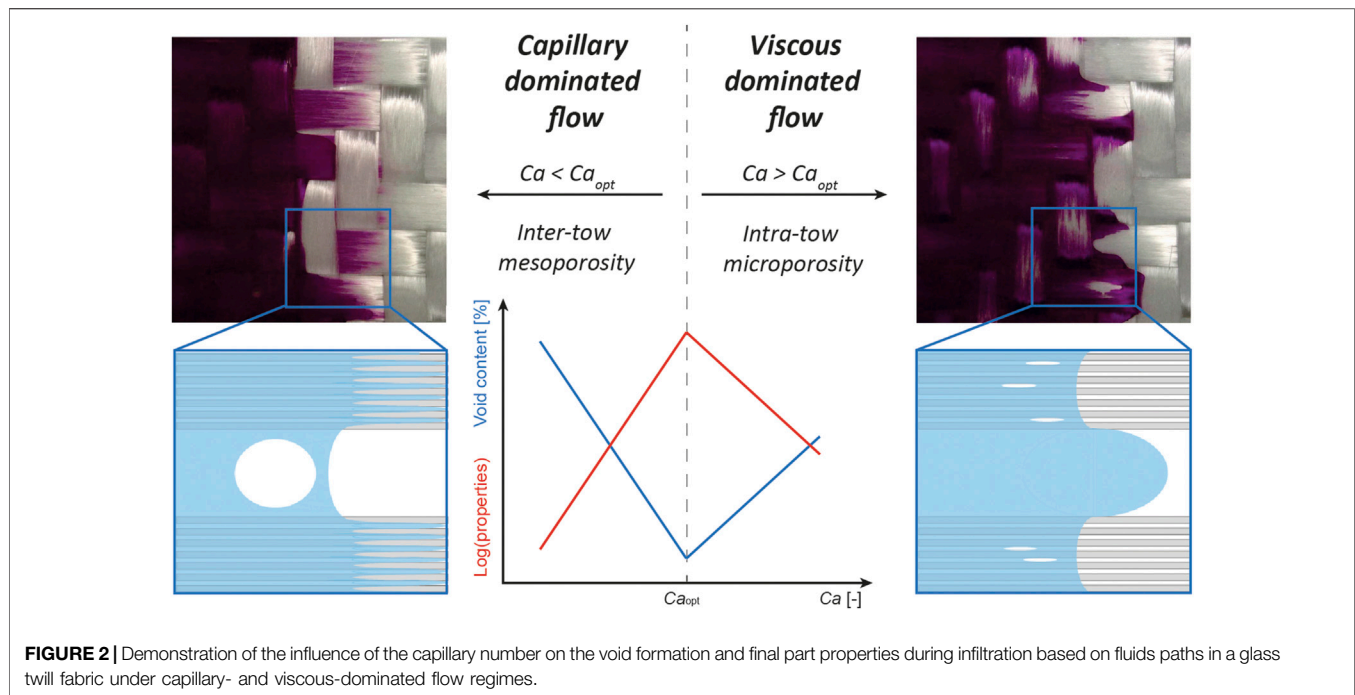 Capillary
dominated
flow
Viscous
dominated
flow
Ca < Ca_opt
Ca > Ca_opt
Inter-tow
mesoporosity
Intra-tow
microporosity
Void content [%]
Log(properties)
Ca_opt
Ca [-]
FIGURE 2 | Demonstration of the influence of the capillary number on the void formation and final part properties during infiltration based on fluids paths in a glass
twill fabric under capillary- and viscous-dominated flow regimes.